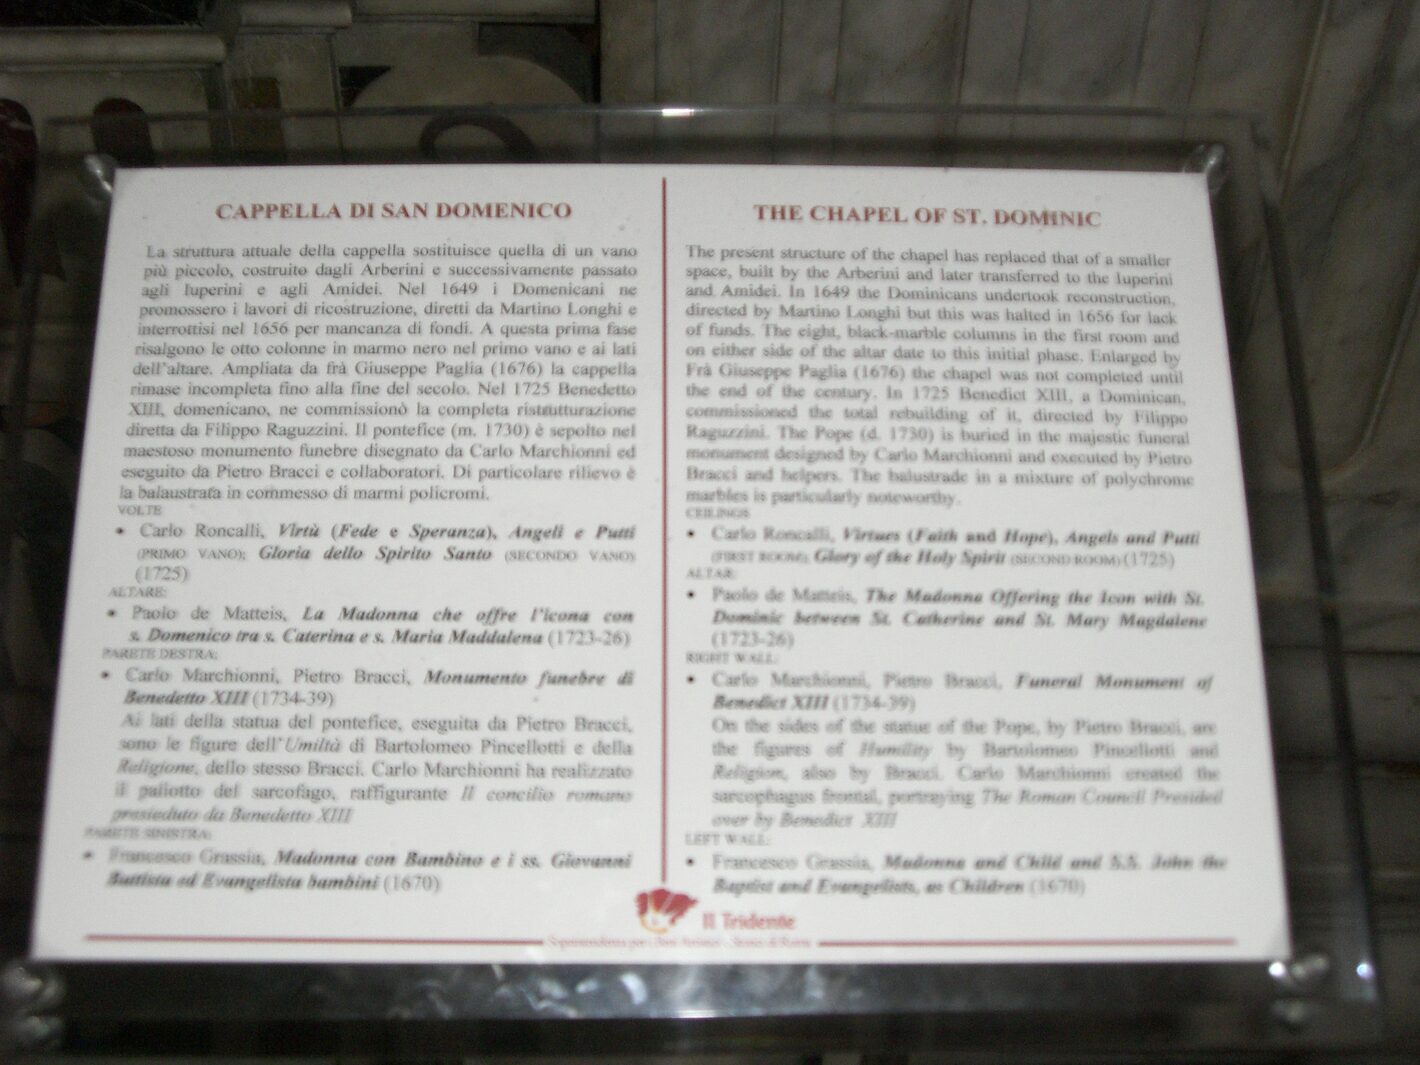 CAPPELLA DI SAN DOMENICO
La struttura attuale della cappella sostituisce quella di un vano
più piccolo, costruito dagli Arberini e successivamente passato
agli Iuperini e agli Amidei. Nel 1649 i Domenicani ne
promossero i lavori di ricostruzione, diretti da Martino Longhi e
interrottisi nel 1656 per mancanza di fondi. A questa prima fase
risalgono le otto colonne in marmo nero nel primo vano e ai lati
dell'altare. Ampliata da frà Giuseppe Paglia (1676) la cappella
rimase incompleta fino alla fine del secolo. Nel 1725 Benedetto
XIII, domenicano, ne commissionò la completa ristrutturazione
diretta da Filippo Raguzzini. Il pontefice (m. 1730) è sepolto nel
maestoso monumento funebre disegnato da Carlo Marchionni ed
eseguito da Pietro Bracci e collaboratori. Di particolare rilievo è
la balaustrata in commesso di marmi policromi.
VOLTE
• Carlo Roncalli, Virtù (Fede e Speranza), Angeli e Putti
(PRIMO VANO); Gloria dello Spirito Santo (SECONDO VANO)
(1725)
ALTARE:
• Paolo de Matteis, La Madonna che offre l'icona con
s. Domenico tra s. Caterina e s. Maria Maddalena (1723-26)
PARETE DESTRA:
• Carlo Marchionni, Pietro Bracci, Monumento funebre di
Benedetto XIII (1734-39)
Ai lati della statua del pontefice, eseguita da Pietro Bracci,
sono le figure dell'Umiltà di Bartolomeo Pincellotti e della
Religione, dello stesso Bracci. Carlo Marchionni ha realizzato
il paliotto del sarcofago, raffigurante Il concilio romano
presieduto da Benedetto XIII
PARETE SINISTRA:
• Francesco Grassia, Madonna con Bambino e i ss. Giovanni
Battista ed Evangelista bambini (1670)
THE CHAPEL OF ST. DOMINIC
The present structure of the chapel has replaced that of a smaller
space, built by the Arberini and later transferred to the Iuperini
and Amidei. In 1649 the Dominicans undertook reconstruction,
directed by Martino Longhi but this was halted in 1656 for lack
of funds. The eight, black-marble columns in the first room and
on either side of the altar date to this initial phase. Enlarged by
Frà Giuseppe Paglia (1676) the chapel was not completed until
the end of the century. In 1725 Benedict XIII, a Dominican,
commissioned the total rebuilding of it, directed by Filippo
Raguzzini. The Pope (d. 1730) is buried in the majestic funeral
monument designed by Carlo Marchionni and executed by Pietro
Bracci and helpers. The balustrade in a mixture of polychrome
marbles is particularly noteworthy.
CEILINGS
• Carlo Roncalli, Virtues (Faith and Hope), Angels and Putti
(FIRST ROOM); Glory of the Holy Spirit (SECOND ROOM) (1725)
ALTAR:
• Paolo de Matteis, The Madonna Offering the Icon with St.
Dominic between St. Catherine and St. Mary Magdalene
(1723-26)
RIGHT WALL:
• Carlo Marchionni, Pietro Bracci, Funeral Monument of
Benedict XIII (1734-39)
On the sides of the statue of the Pope, by Pietro Bracci, are
the figures of Humility by Bartolomeo Pincellotti and
Religion, also by Bracci. Carlo Marchionni created the
sarcophagus frontal, portraying The Roman Council Presided
over by Benedict XIII
LEFT WALL:
• Francesco Grassia, Madonna and Child and S.S. John the
Baptist and Evangelists, as Children (1670)
Il Tridente